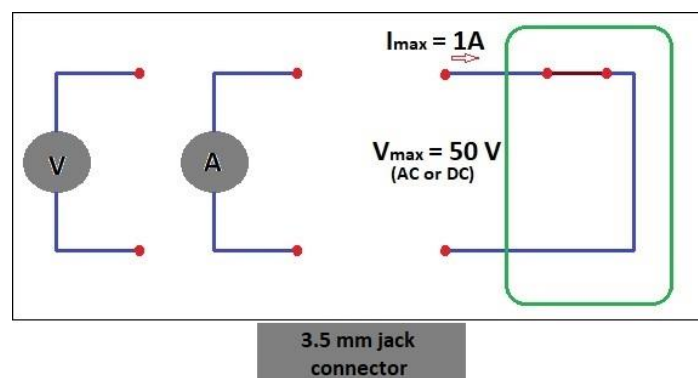 Imax = 1A
V
A
Vmax = 50 V
(AC or DC)
3.5 mm jack
connector